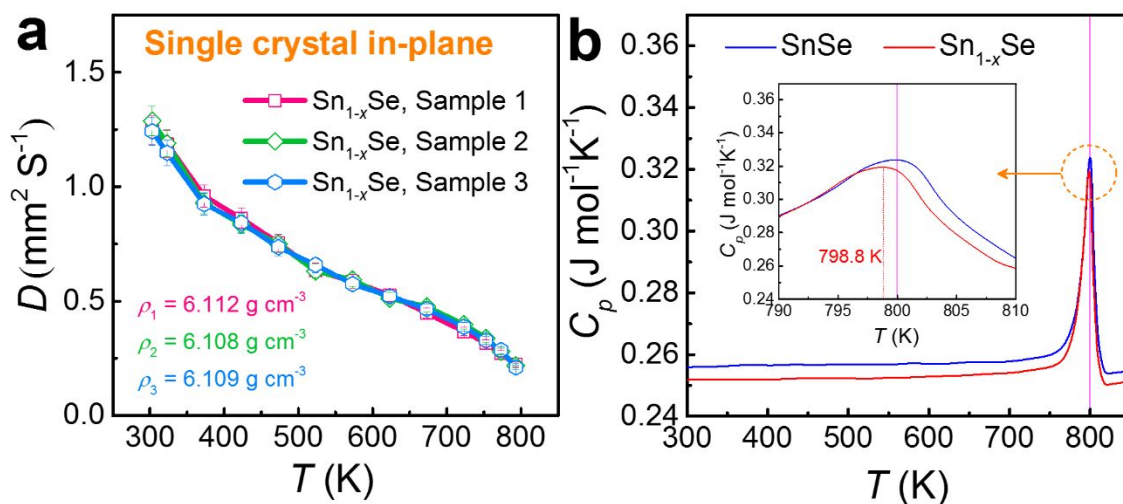 a
Single crystal in-plane
D (mm² S⁻¹)
1.5
1.0
0.5
0.0
Sn₁₋ₓSe, Sample 1
Sn₁₋ₓSe, Sample 2
Sn₁₋ₓSe, Sample 3
ρ₁ = 6.112 g cm⁻³
ρ₂ = 6.108 g cm⁻³
ρ₃ = 6.109 g cm⁻³
300 400 500 600 700 800
T (K)
b
Cₚ (J mol⁻¹K⁻¹)
0.36
0.34
0.32
0.30
0.28
0.26
0.24
SnSe
Sn₁₋ₓSe
Cₚ (J mol⁻¹K⁻¹)
0.36
0.34
0.32
0.30
0.28
0.26
0.24
798.8 K
790 795 800 805 810
T (K)
300 400 500 600 700 800
T (K)